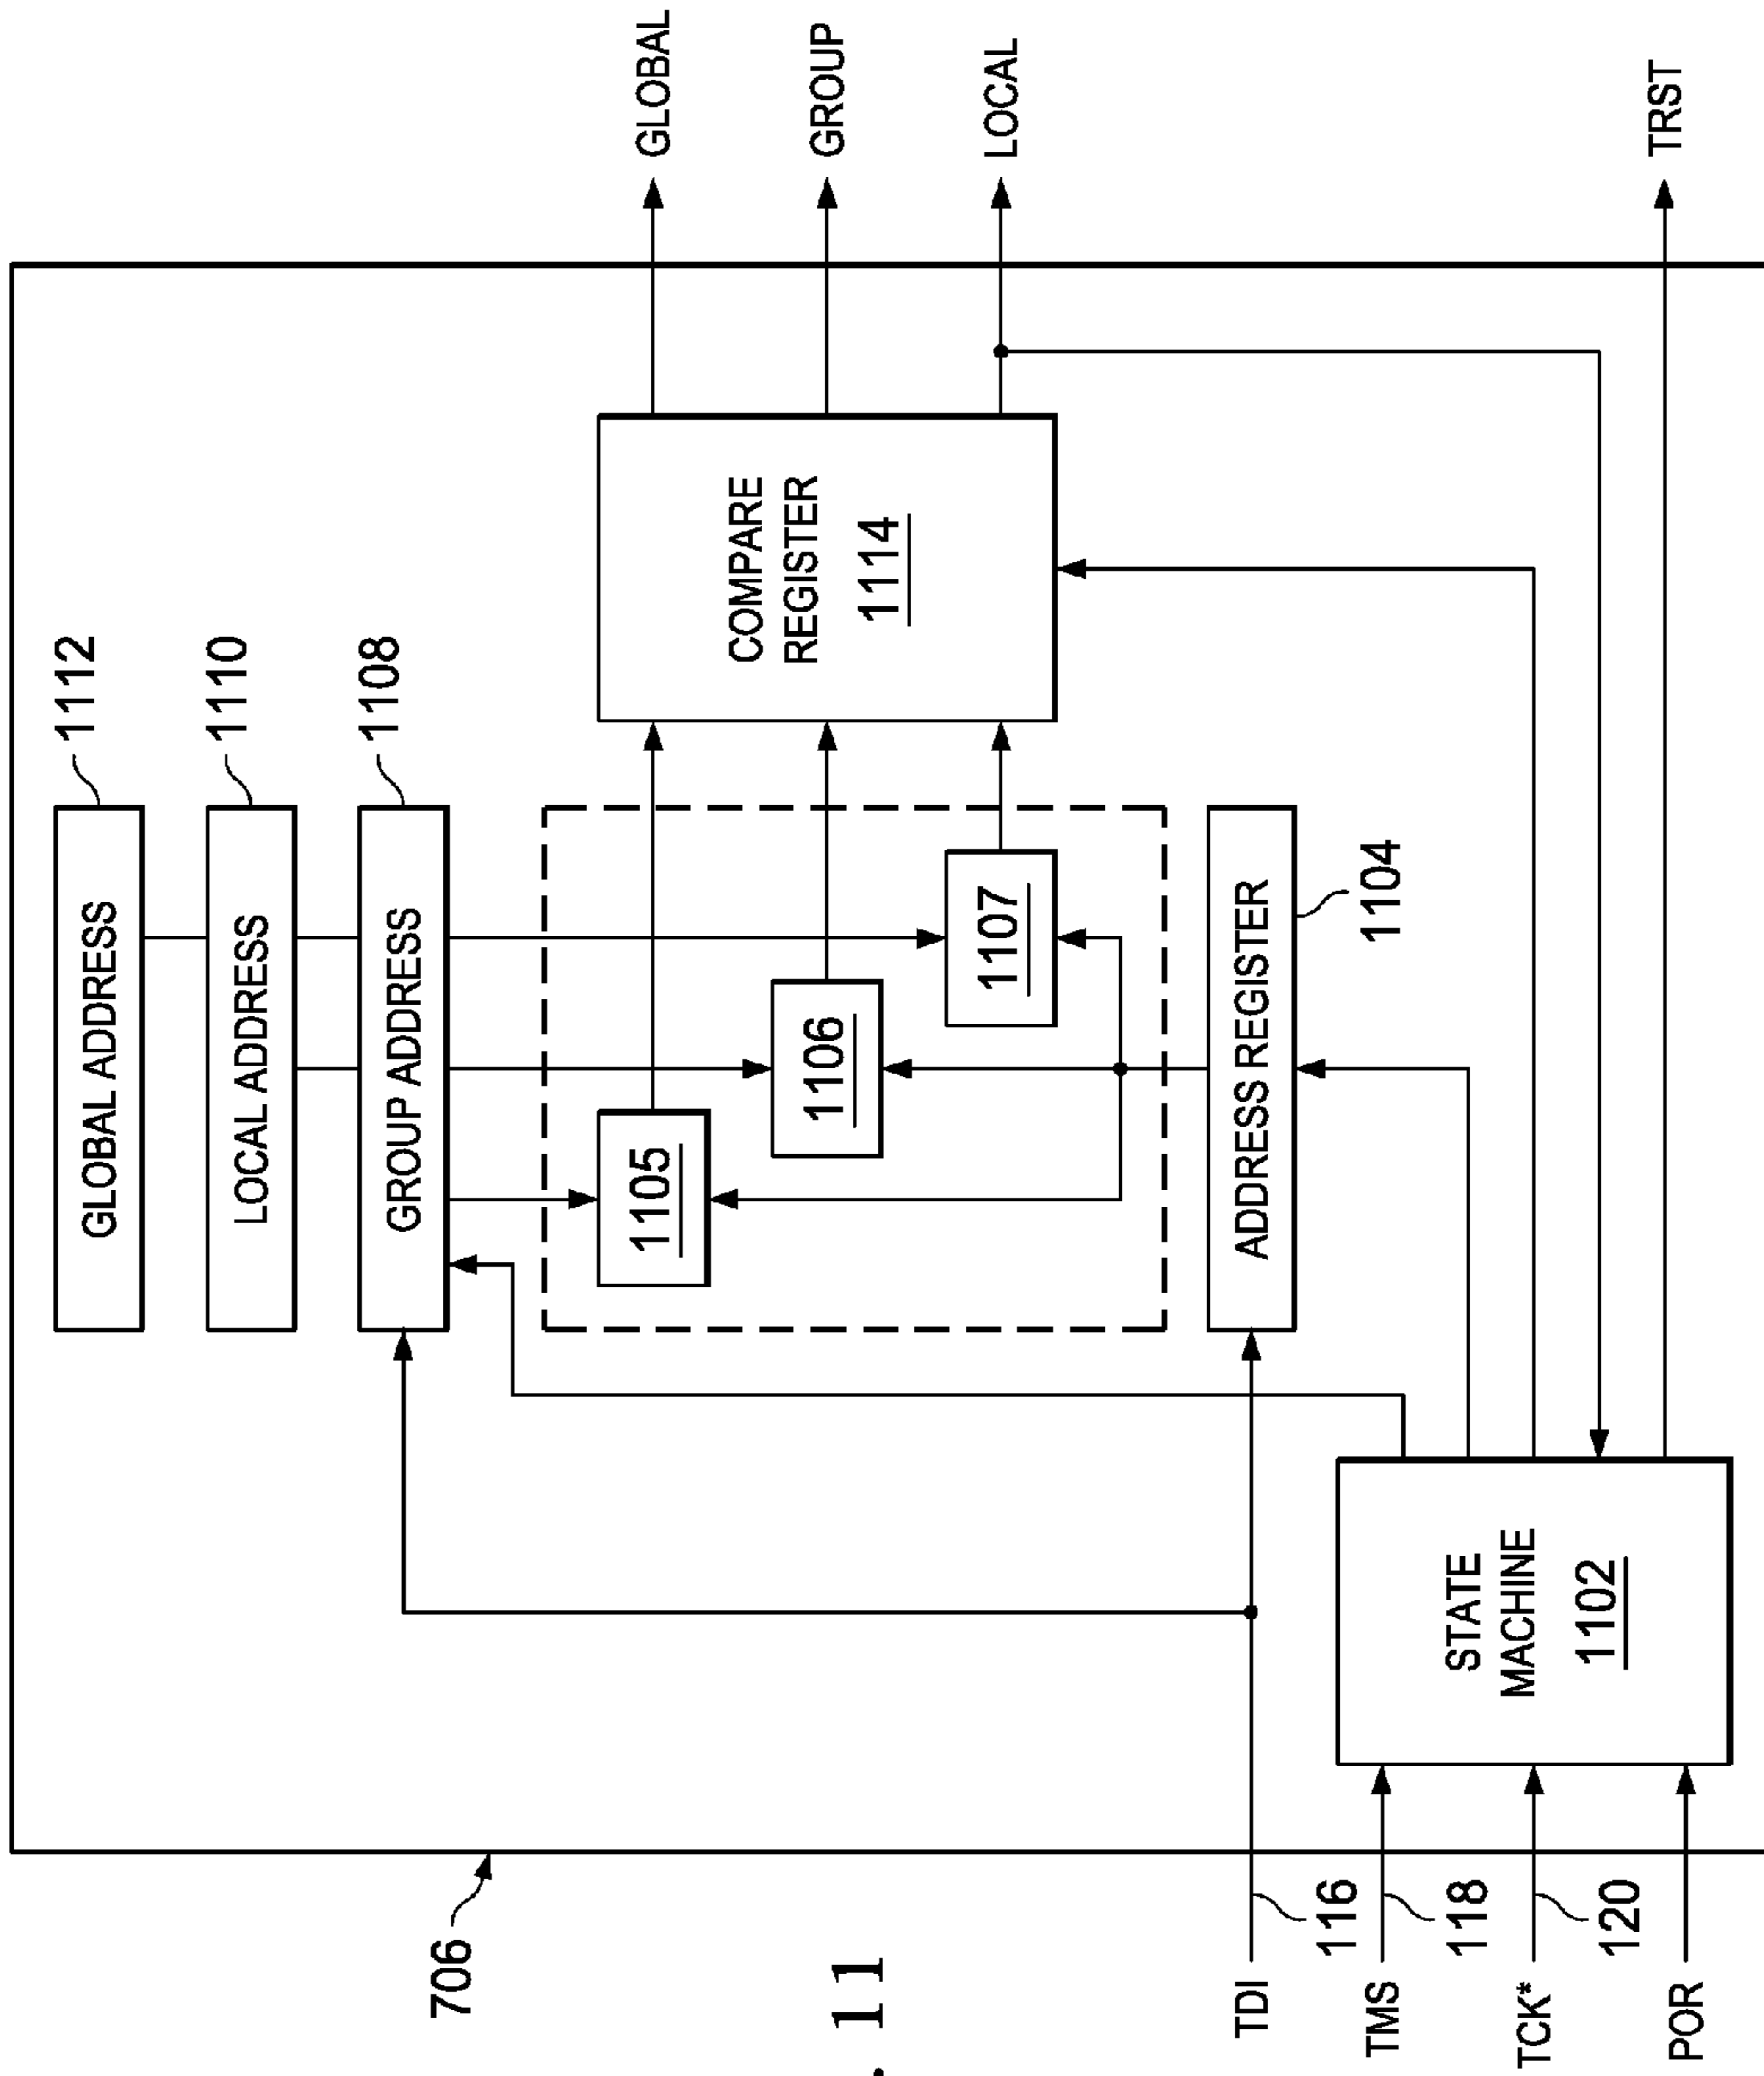 706
GLOBAL ADDRESS
1112
LOCAL ADDRESS
1110
GROUP ADDRESS
1108
1105
1106
1107
COMPARE
REGISTER
1114
GLOBAL
GROUP
LOCAL
ADDRESS REGISTER
1104
TDI
116
TMS
118
TCK*
120
POR
STATE
MACHINE
1102
TRST
. 11